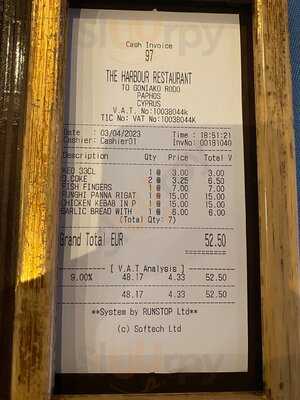 Cash Invoice
97
THE HARBOUR RESTAURANT
TO GONIAKO RODO
PAPHOS
CYPRUS
V.A.T. No:10038044k
TIC No: VAT No:10038044k
Date : 03/04/2023 Time : 18:51:21
Cashier: Cashier01 InvNo: 00181040
Description Qty Price Total V
KEO 33CL 1 @ 3.00 3.00
D.COKE 2 @ 3.25 6.50
FISH FINGERS 1 @ 7.00 7.00
FUNGHI PANNA RIGAT 1 @ 15.00 15.00
CHICKEN KEBAB IN P 1 @ 15.00 15.00
GARLIC BREAD WITH 1 @ 6.00 6.00
(Total Qty: 7)
Grand Total EUR 52.50
==========
----------[ V.A.T Analysis ]----------
9.00% 48.17 4.33 52.50
48.17 4.33 52.50
**System by RUNSTOP Ltd**
(c) Softech Ltd